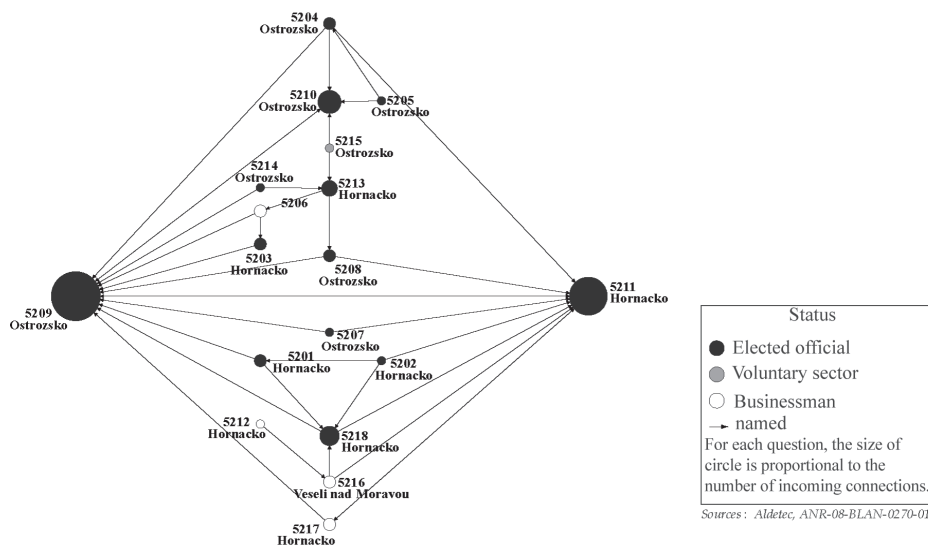 5204
Ostrozsko
5210
Ostrozsko
5205
Ostrozsko
5215
Ostrozsko
5214
Ostrozsko
5213
Hornacko
5206
5203
Hornacko
5208
Ostrozsko
5209
Ostrozsko
5211
Hornacko
5207
Ostrozsko
5201
Hornacko
5202
Hornacko
5212
Hornacko
5218
Hornacko
5216
Veseli nad Moravou
5217
Hornacko
Status
Elected official
Voluntary sector
Businessman
named
For each question, the size of
circle is proportional to the
number of incoming connections.
Sources : Aldetec, ANR-08-BLAN-0270-01